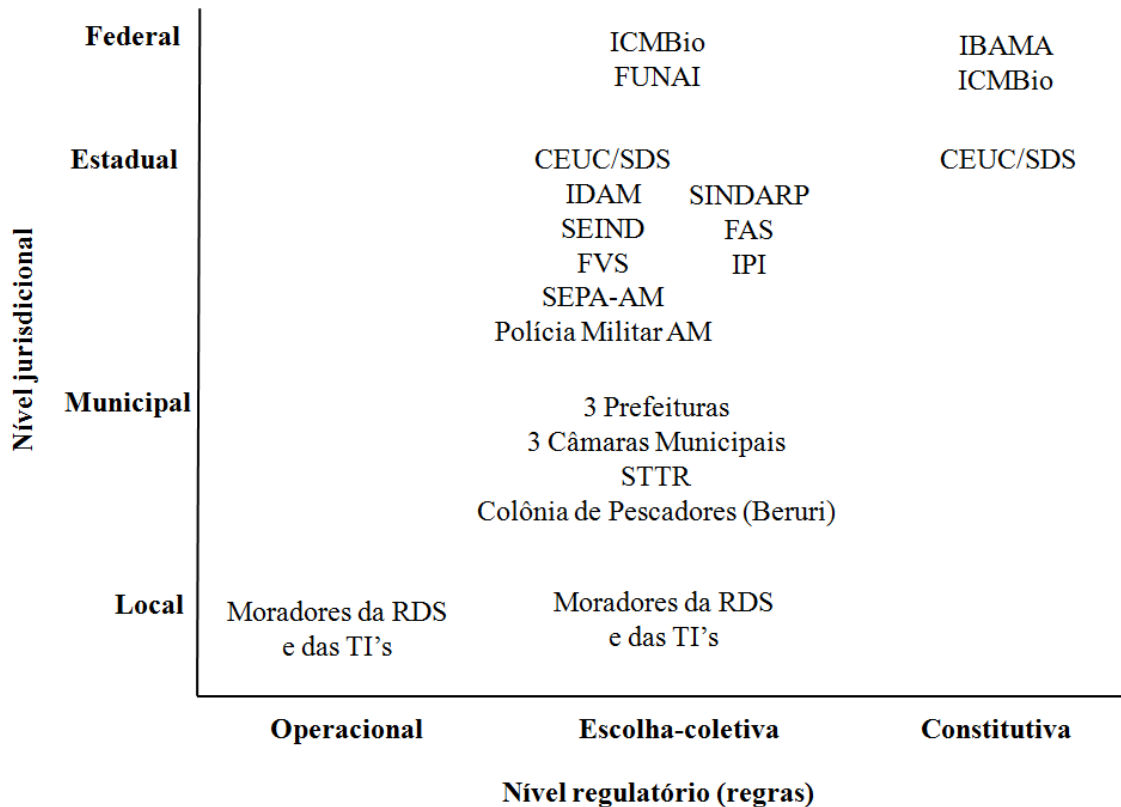 Federal
ICMBio
IBAMA
FUNAI
ICMBio
Estadual
CEUC/SDS
CEUC/SDS
IDAM
SINDARP
SEIND
FAS
FVS
IPI
SEPA-AM
Polícia Militar AM
Nível jurisdicional
Municipal
3 Prefeituras
3 Câmaras Municipais
STTR
Colônia de Pescadores (Beruri)
Local
Moradores da RDS
e das TI’s
Moradores da RDS
e das TI’s
Operacional
Escolha-coletiva
Constitutiva
Nível regulatório (regras)